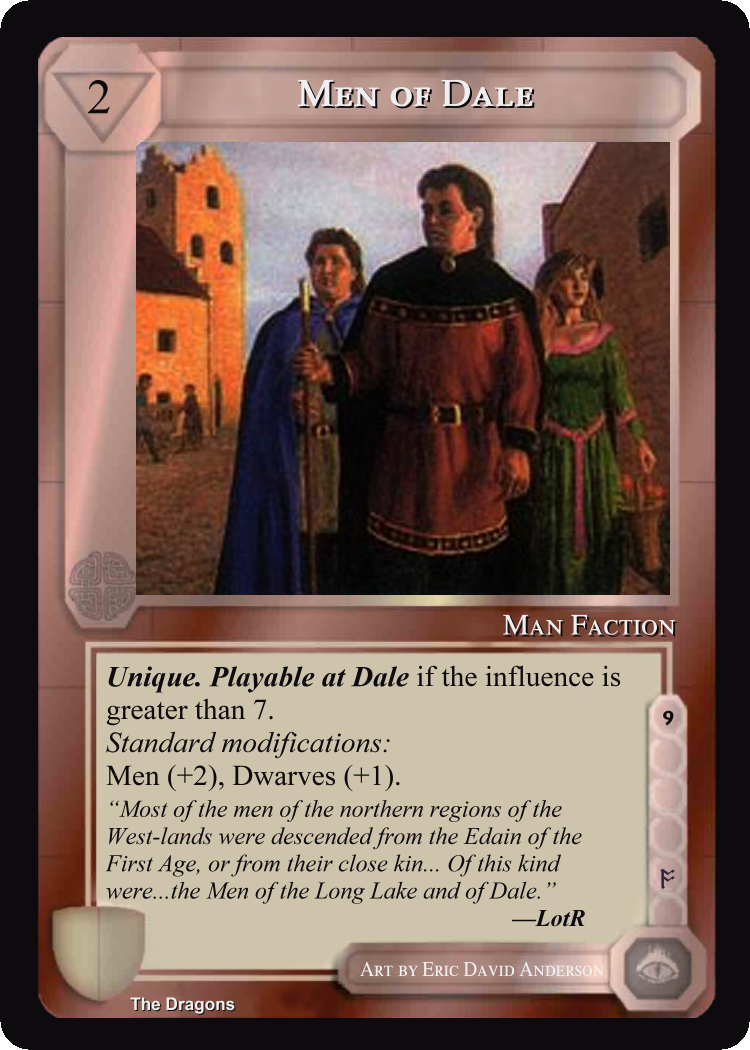 2
MEN OF DALE
MAN FACTION
Unique. Playable at Dale if the influence is
greater than 7.
Standard modifications:
Men (+2), Dwarves (+1).
“Most of the men of the northern regions of the
West-lands were descended from the Edain of the
First Age, or from their close kin... Of this kind
were...the Men of the Long Lake and of Dale.”
—LotR
9
ᚩ
ART BY ERIC DAVID ANDERSON
The Dragons